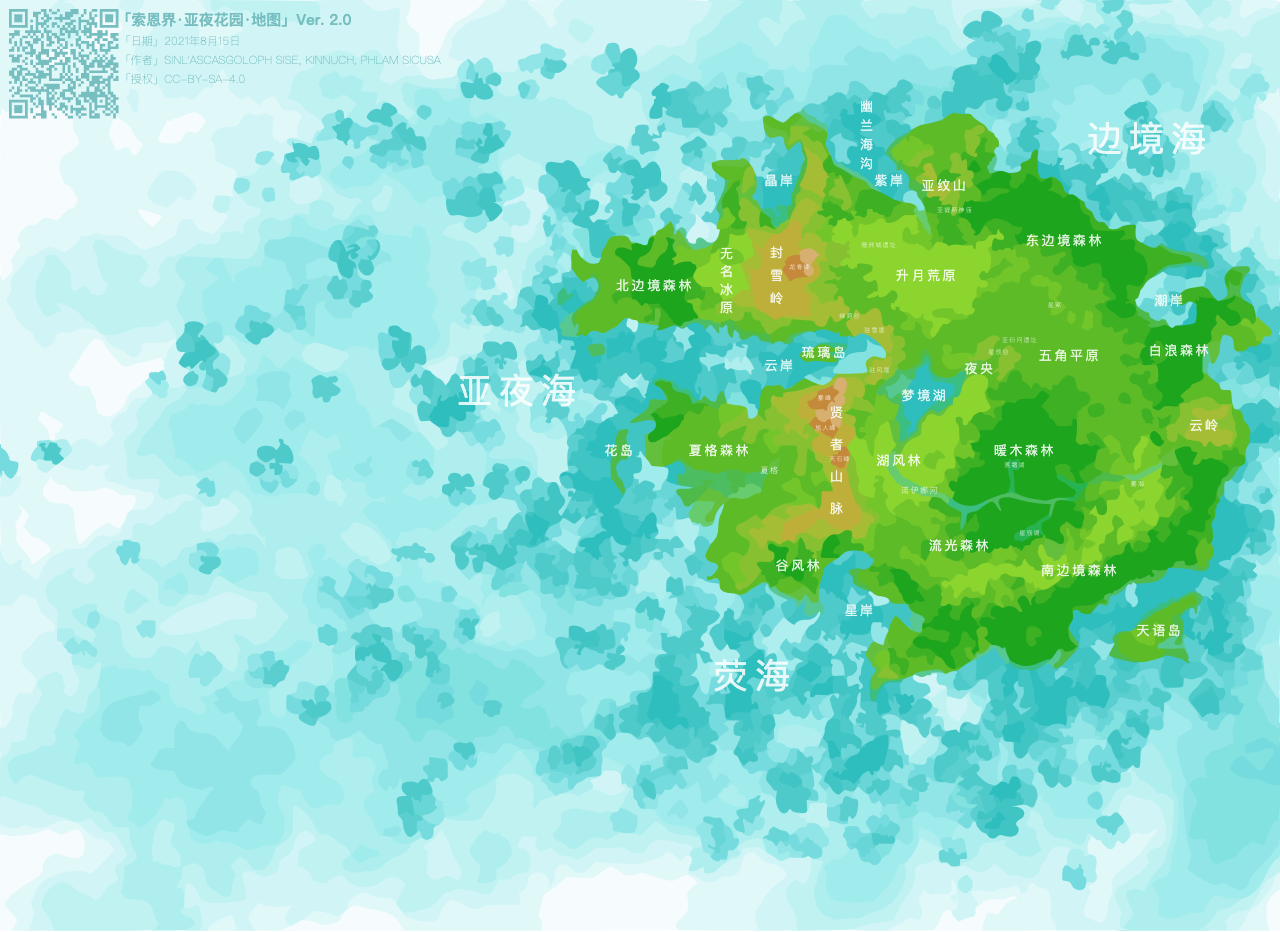 「索恩界·亚夜花园·地图」Ver. 2.0
「日期」2021年8月15日
「作者」SINL'ASCASGOLOPH SISE, KINNUCH, PHLAM SICUSA
「授权」CC-BY-SA-4.0
幽兰海沟
边境海
晶岸
紫岸
亚纹山
东边境森林
无名冰原
封雪岭
北边境森林
升月荒原
潮岸
琉璃岛
云岸
五角平原
白浪森林
夜央
亚夜海
梦境湖
贤者山脉
云岭
花岛
夏格森林
夏格
湖风林
暖木森林
流伊娜河
流光森林
谷风林
南边境森林
星岸
天语岛
荧海